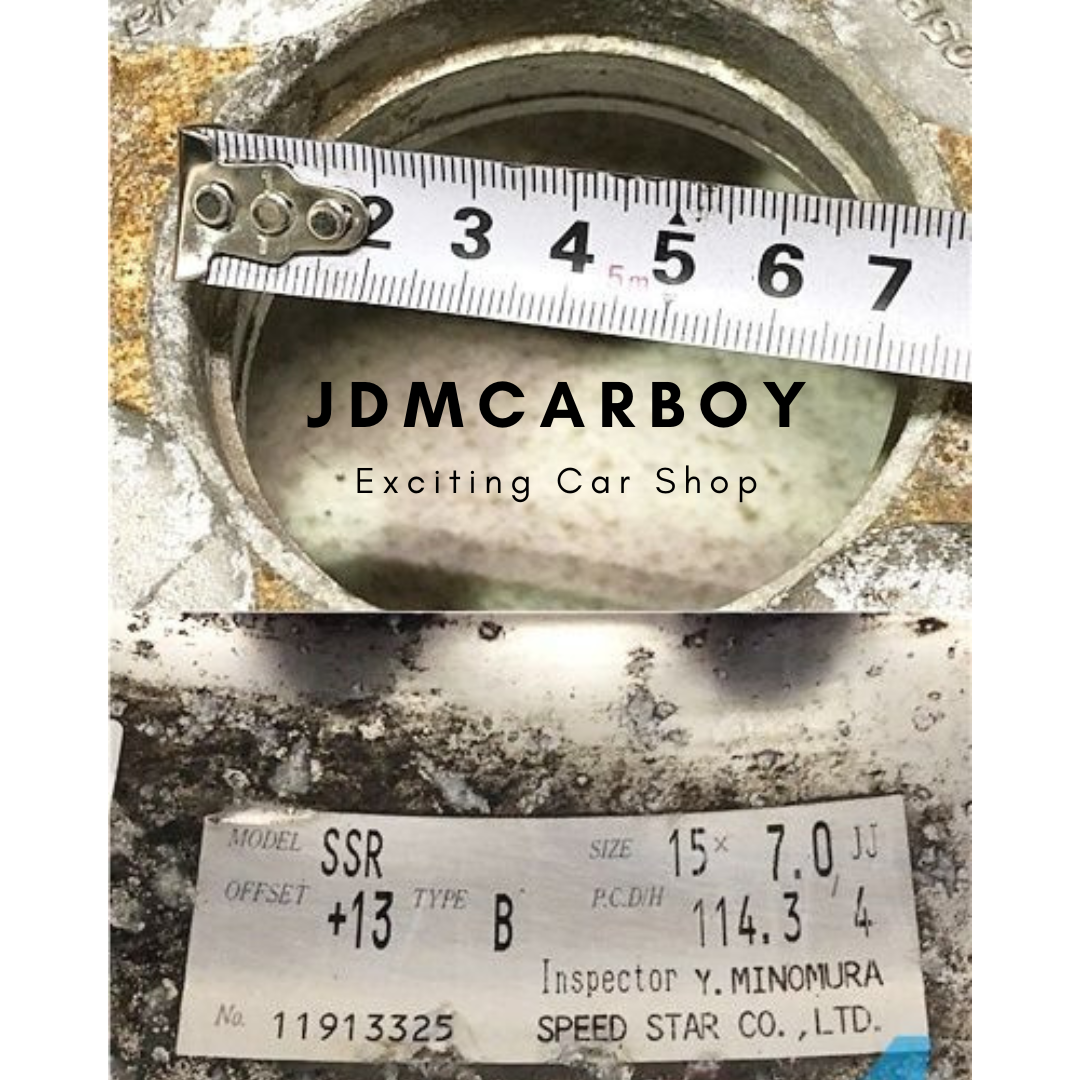 2 3 4 5 6 7
5m
JDMCARBOY
Exciting Car Shop
MODEL SSR SIZE 15× 7.0 JJ
OFFSET +13 TYPE B P.C.D/H 114.3 / 4
Inspector Y.MINOMURA
No. 11913325 SPEED STAR CO.,LTD.